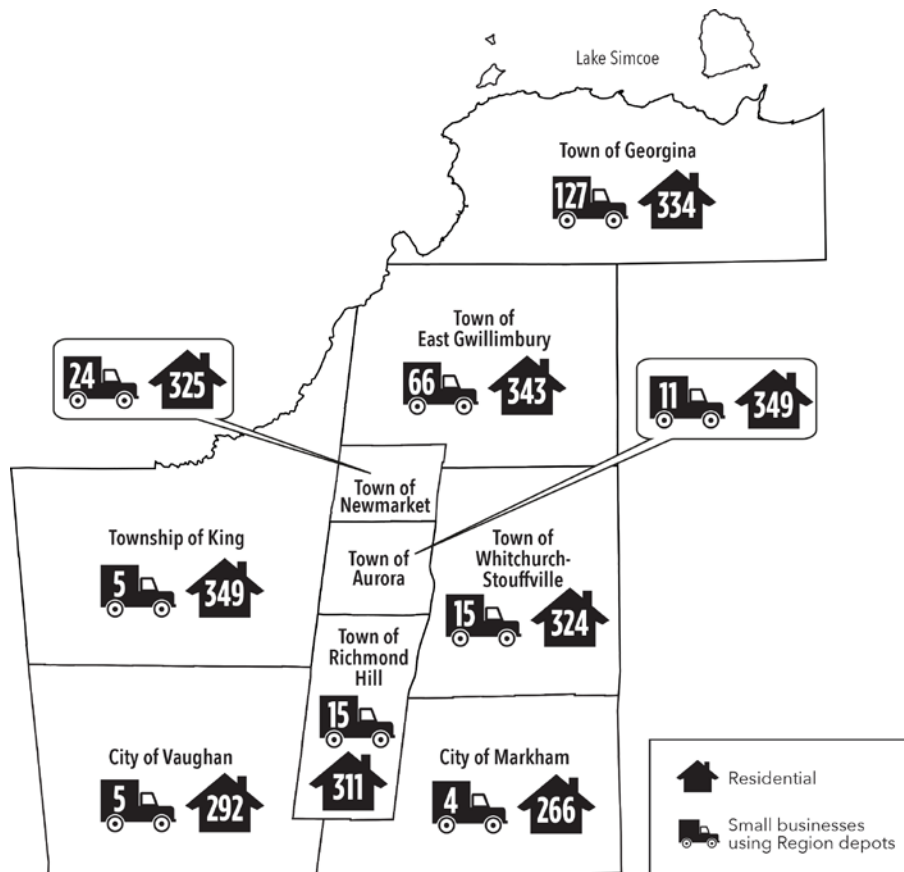 Lake Simcoe
Town of Georgina
127
334
Town of
East Gwillimbury
66
343
24
325
11
349
Town of
Newmarket
Town of
Aurora
Township of King
5
349
Town of
Whitchurch-
Stouffville
15
324
Town of
Richmond
Hill
15
311
City of Vaughan
5
292
City of Markham
4
266
Residential
Small businesses
using Region depots